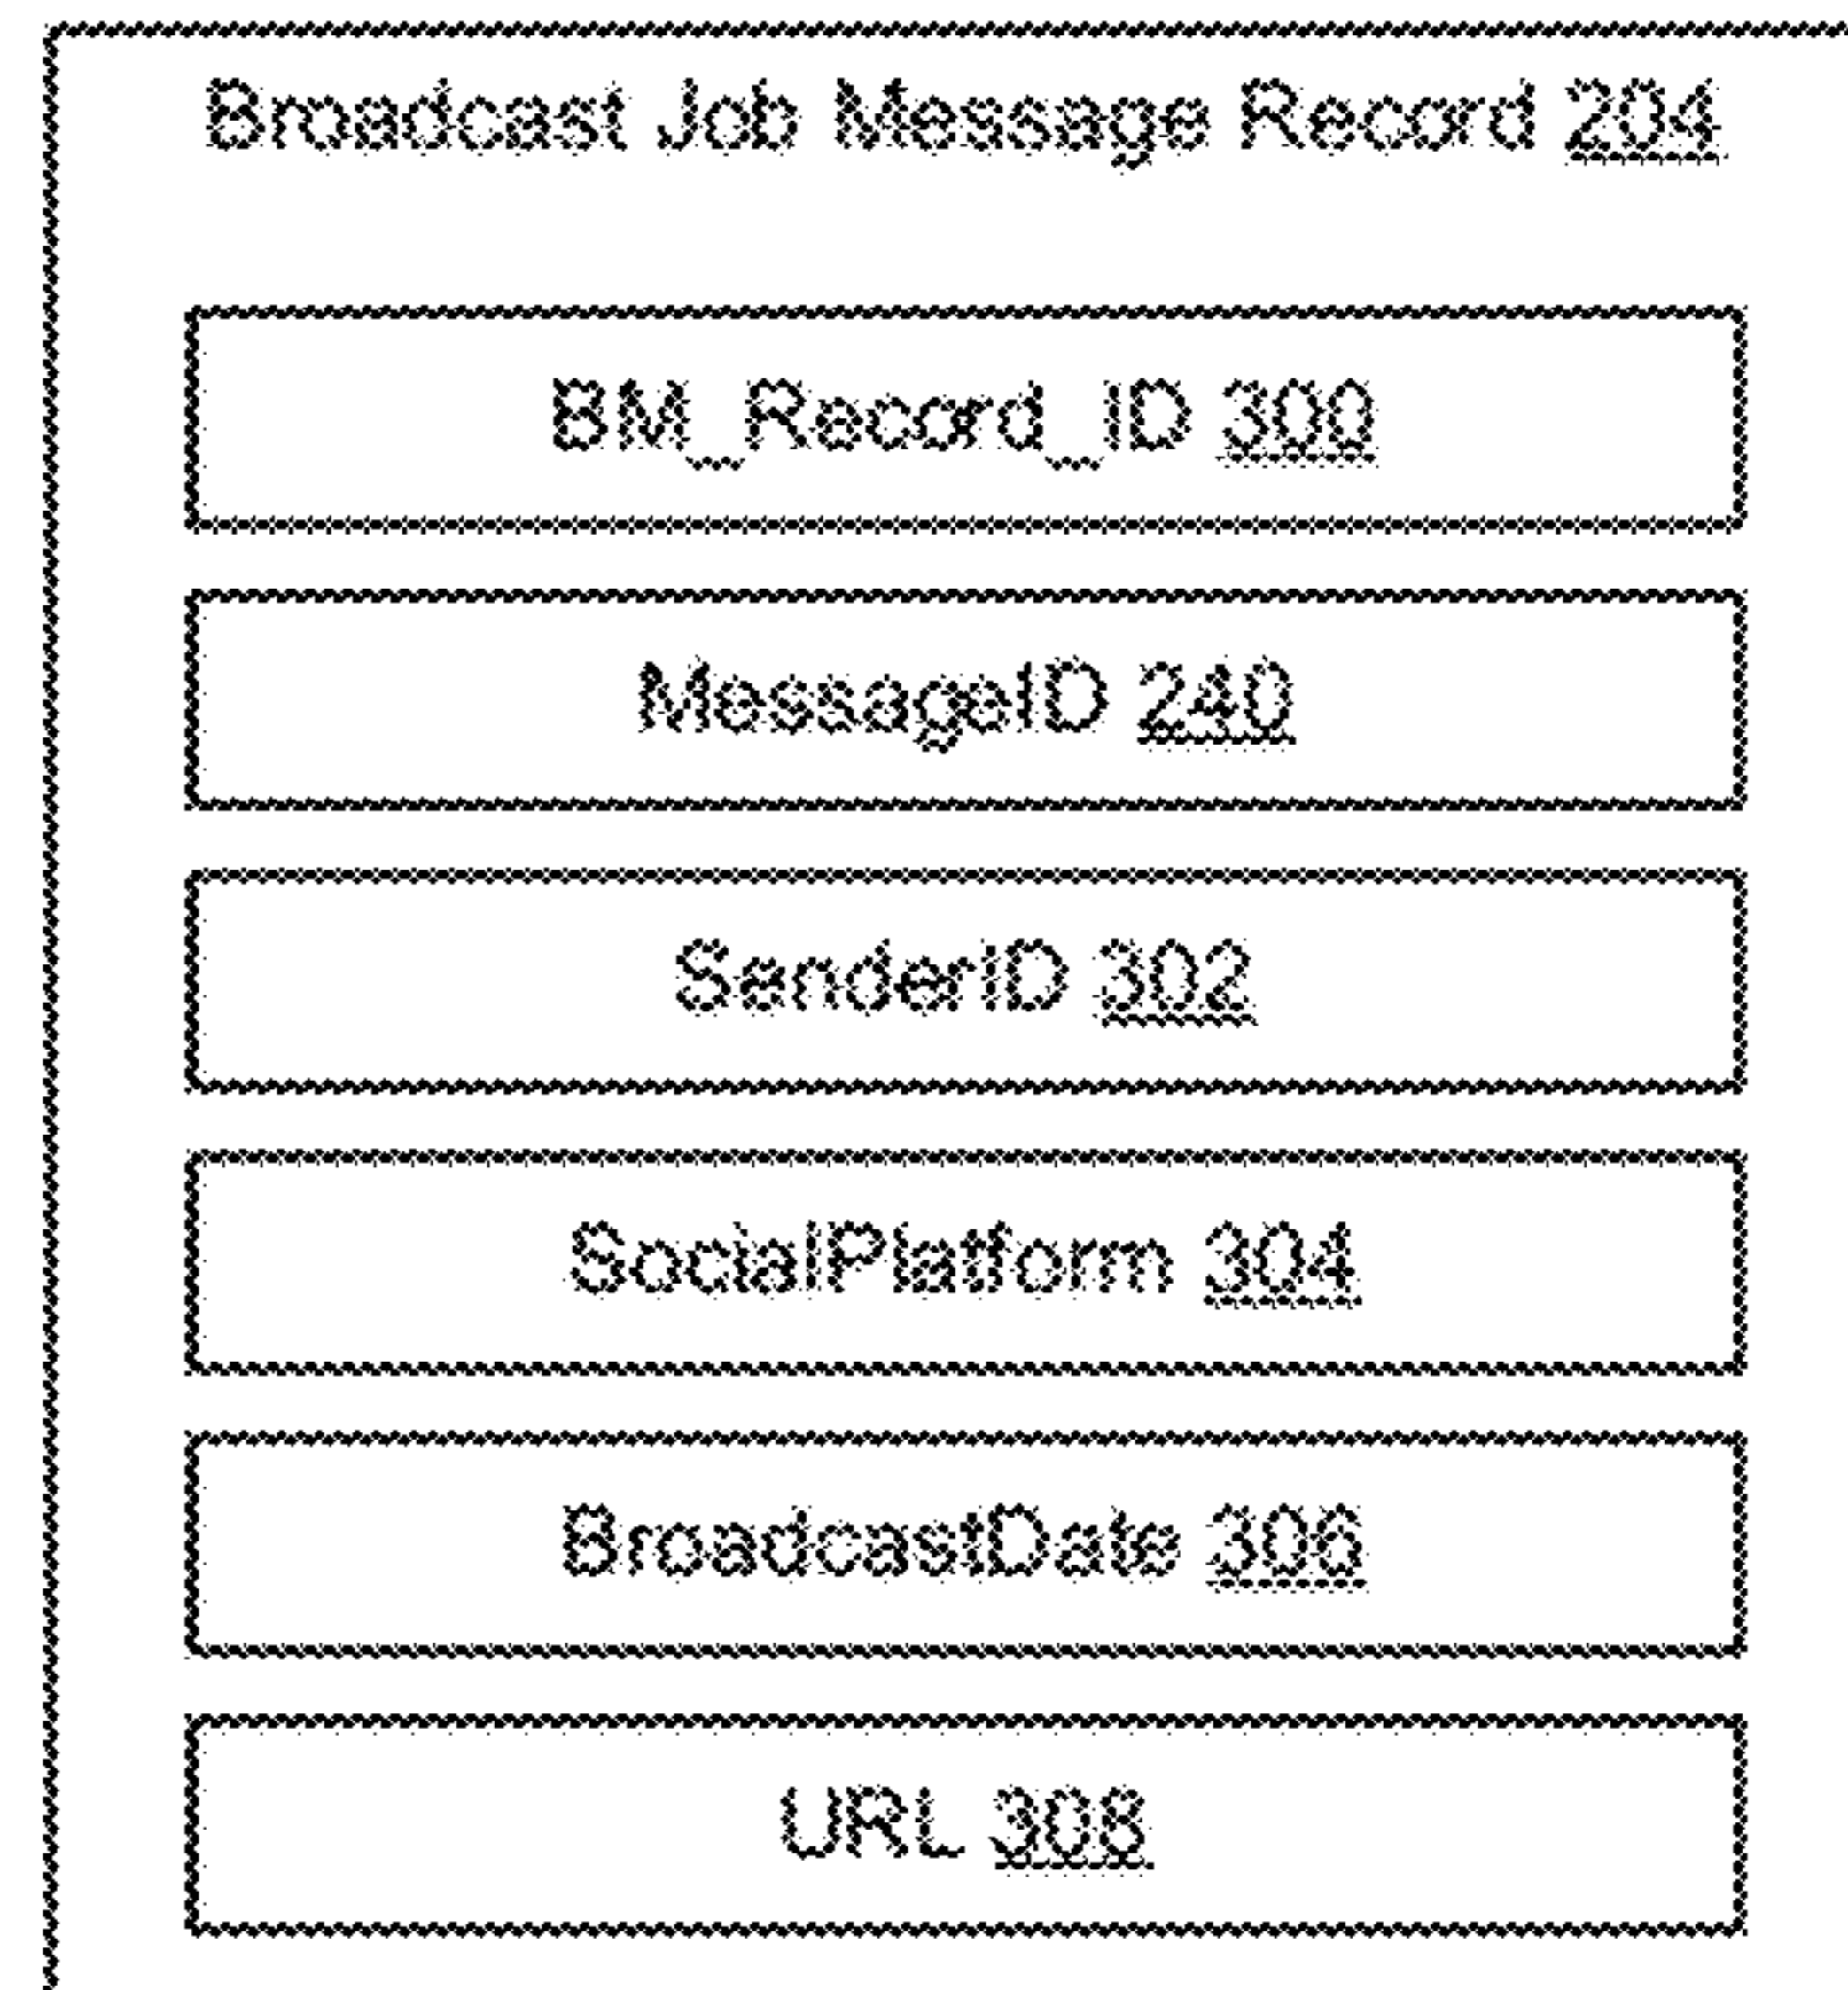 Broadcast Job Message Record 204
BM_Record_ID 300
MessageID 240
SenderID 302
SocialPlatform 304
BroadcastDate 306
URL 308